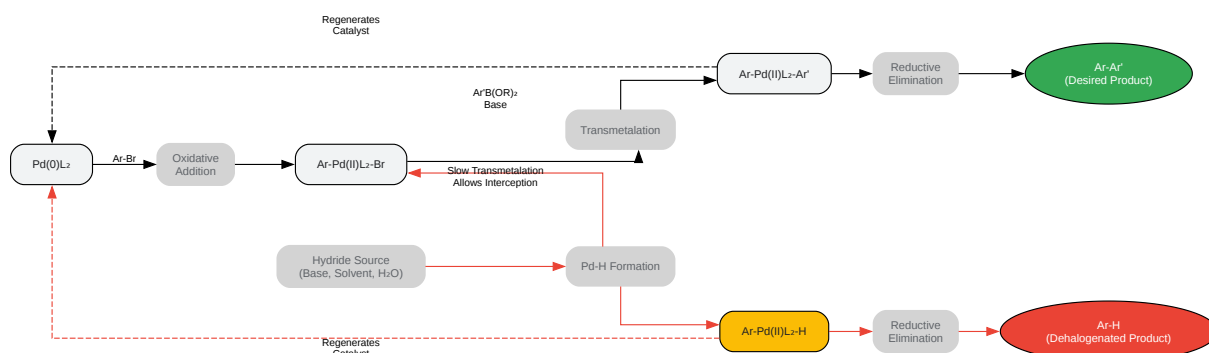 Regenerates
Catalyst
Ar-Pd(II)L₂-Ar'
Reductive
Elimination
Ar-Ar'
(Desired Product)
Ar'B(OR)₂
Base
Transmetalation
Pd(0)L₂
Ar-Br
Oxidative
Addition
Ar-Pd(II)L₂-Br
Slow Transmetalation
Allows Interception
Hydride Source
(Base, Solvent, H₂O)
Pd-H Formation
Ar-Pd(II)L₂-H
Reductive
Elimination
Ar-H
(Dehalogenated Product)
Regenerates
Catalyst